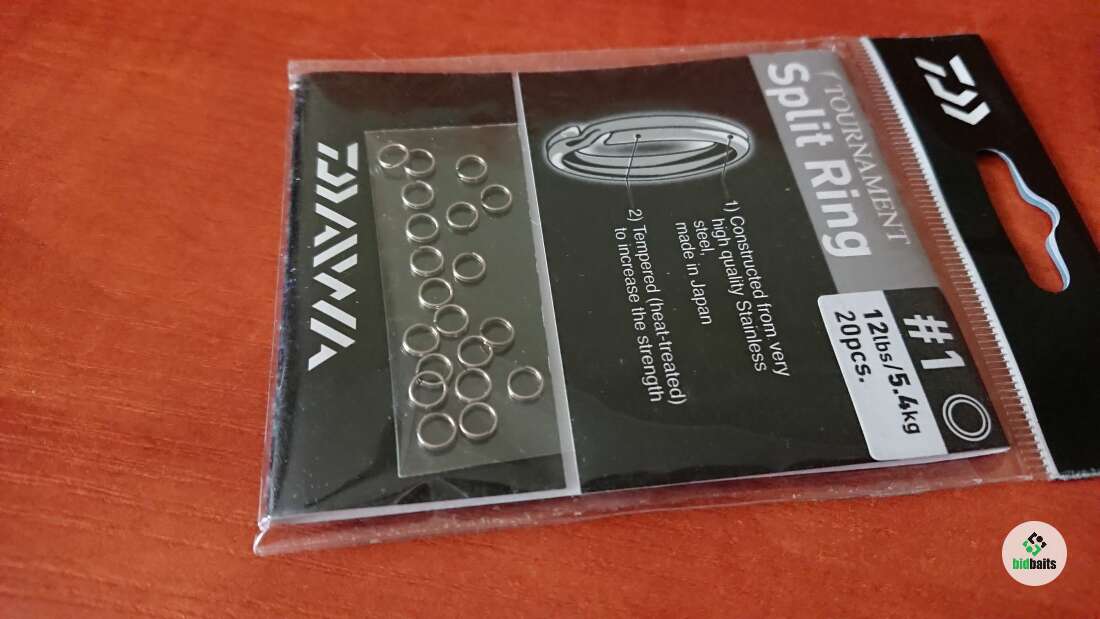 TOURNAMENT
Split Ring
#1
12lbs/5.4kg
20pcs.
1) Constructed from very
high quality Stainless
steel,
made in Japan
2) Tempered (heat-treated)
to increase the strength
DAIWA
bidbaits